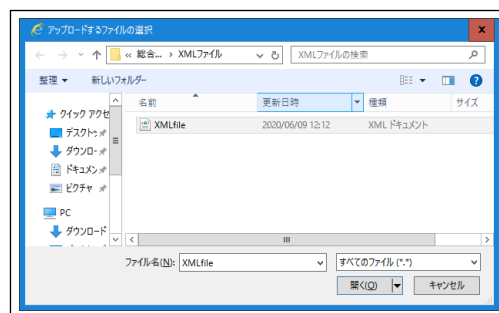 アップロードするファイルの選択
« 総合... › XMLファイル
XMLファイルの検索
整理 ▼ 新しいフォルダー
名前 更新日時 種類 サイズ
クイック アクセ
XMLfile 2020/06/09 12:12 XML ドキュメント
デスクトッ
ダウンロー
ドキュメン
ピクチャ
PC
ダウンロード
ファイル名(N): XMLfile すべてのファイル (*.*)
開く(O) キャンセル